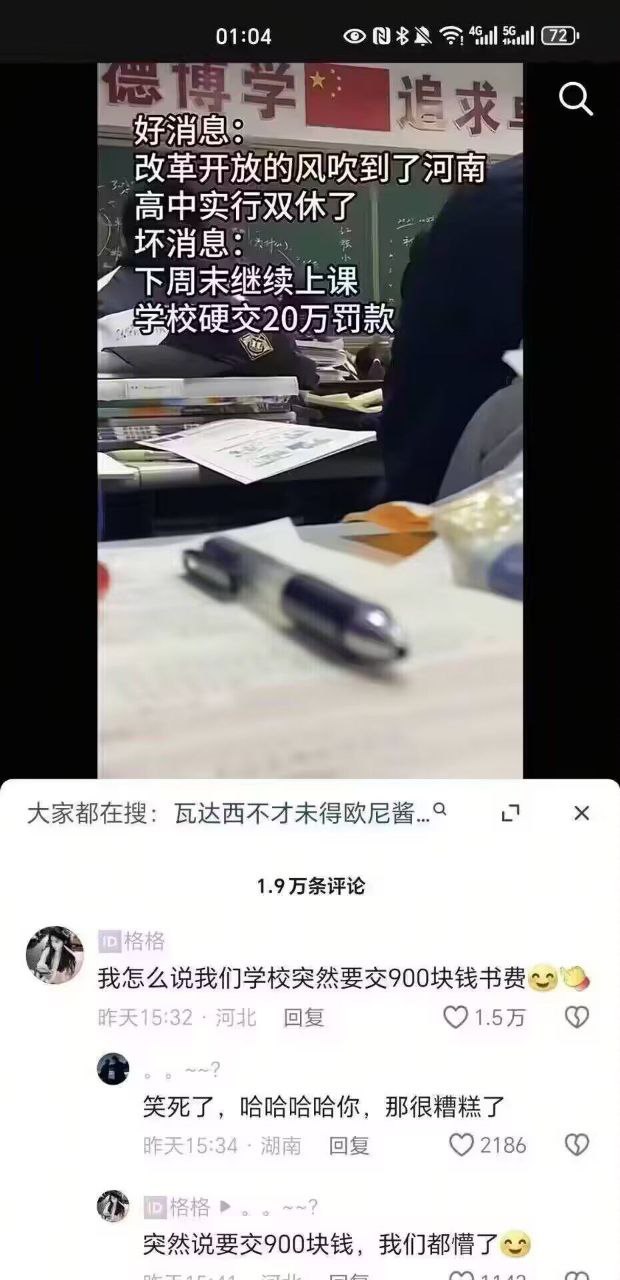 01:04
4G
5G
72
德博学
追求
好消息：
改革开放的风吹到了河南
高中实行双休了
坏消息：
下周末继续上课
学校硬交20万罚款
大家都在搜：瓦达西不才未得欧尼酱...
1.9万条评论
ID格格
我怎么说我们学校突然要交900块钱书费😊👏
昨天15:32 · 河北 回复 1.5万
。。~~?
笑死了，哈哈哈哈你，那很糟糕了
昨天15:34 · 湖南 回复 2186
ID格格 ▶ 。。~~?
突然说要交900块钱，我们都懵了😊